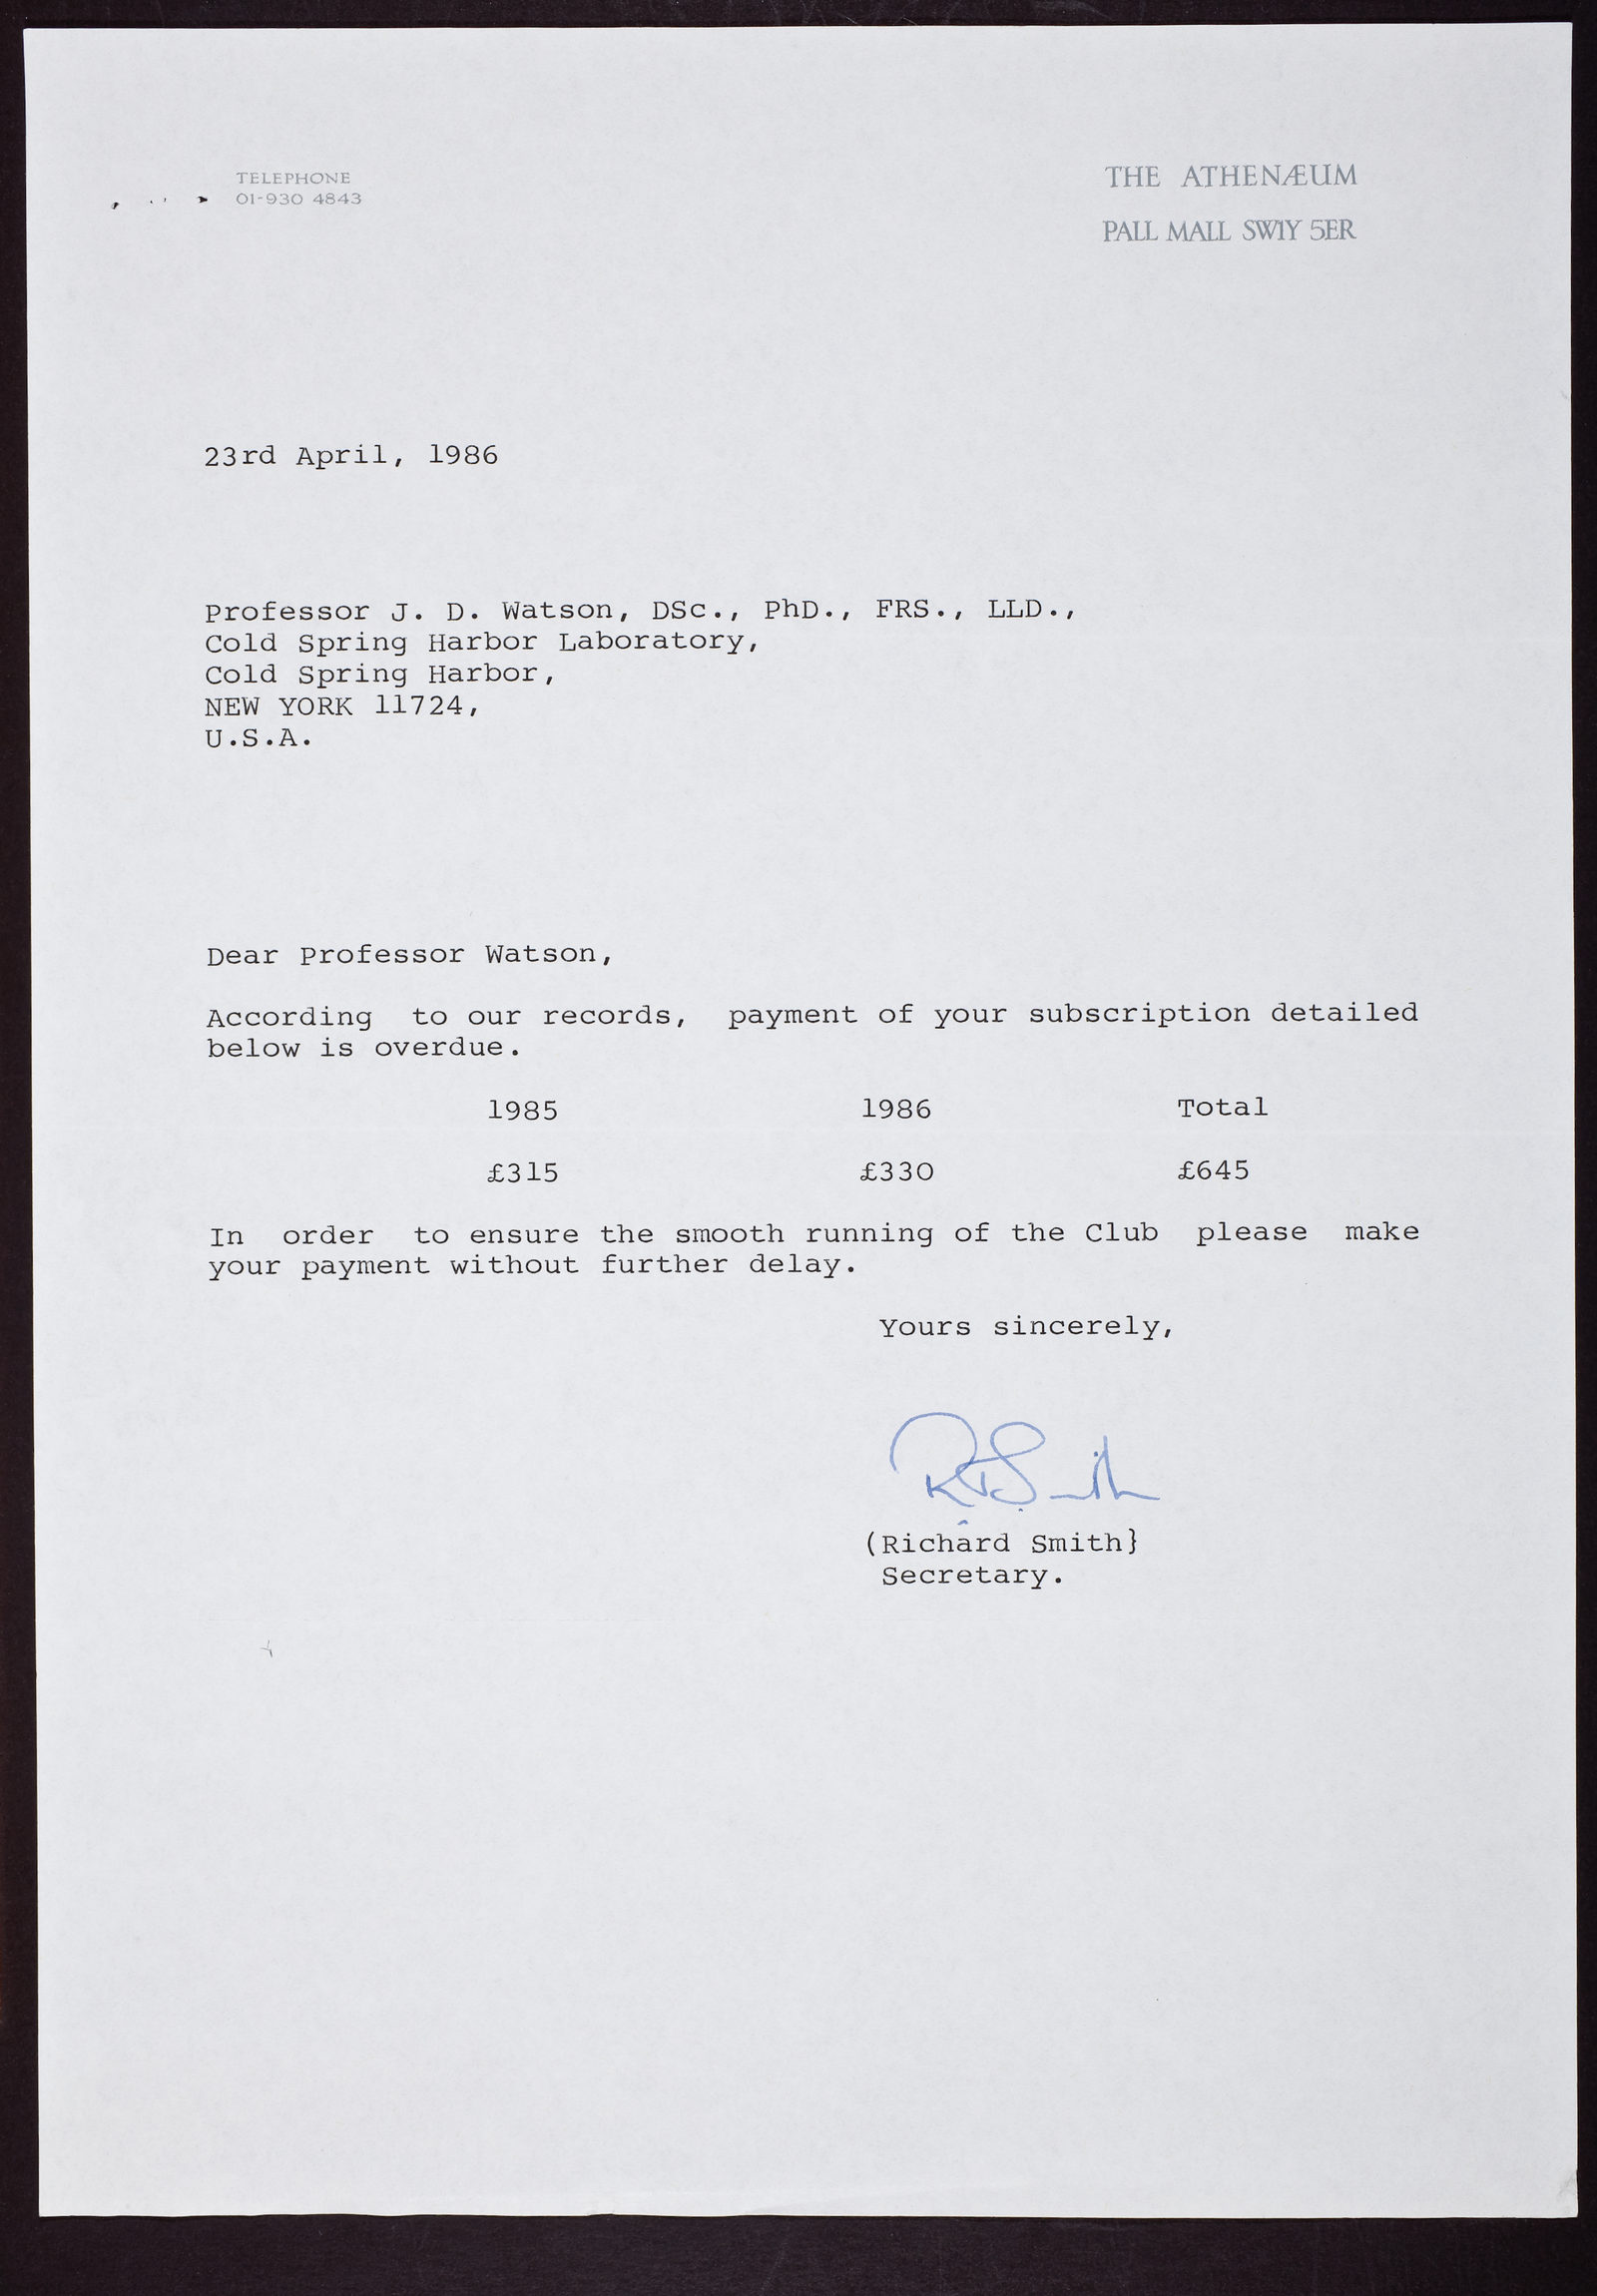 TELEPHONE
01-930 4843
THE ATHENÆUM
PALL MALL SW1Y 5ER
23rd April, 1986
Professor J. D. Watson, DSc., PhD., FRS., LLD.,
Cold Spring Harbor Laboratory,
Cold Spring Harbor,
NEW YORK 11724,
U.S.A.
Dear Professor Watson,
According to our records, payment of your subscription detailed
below is overdue.
1985 1986 Total
£315 £330 £645
In order to ensure the smooth running of the Club please make
your payment without further delay.
Yours sincerely,
RTSmith
(Richard Smith}
Secretary.